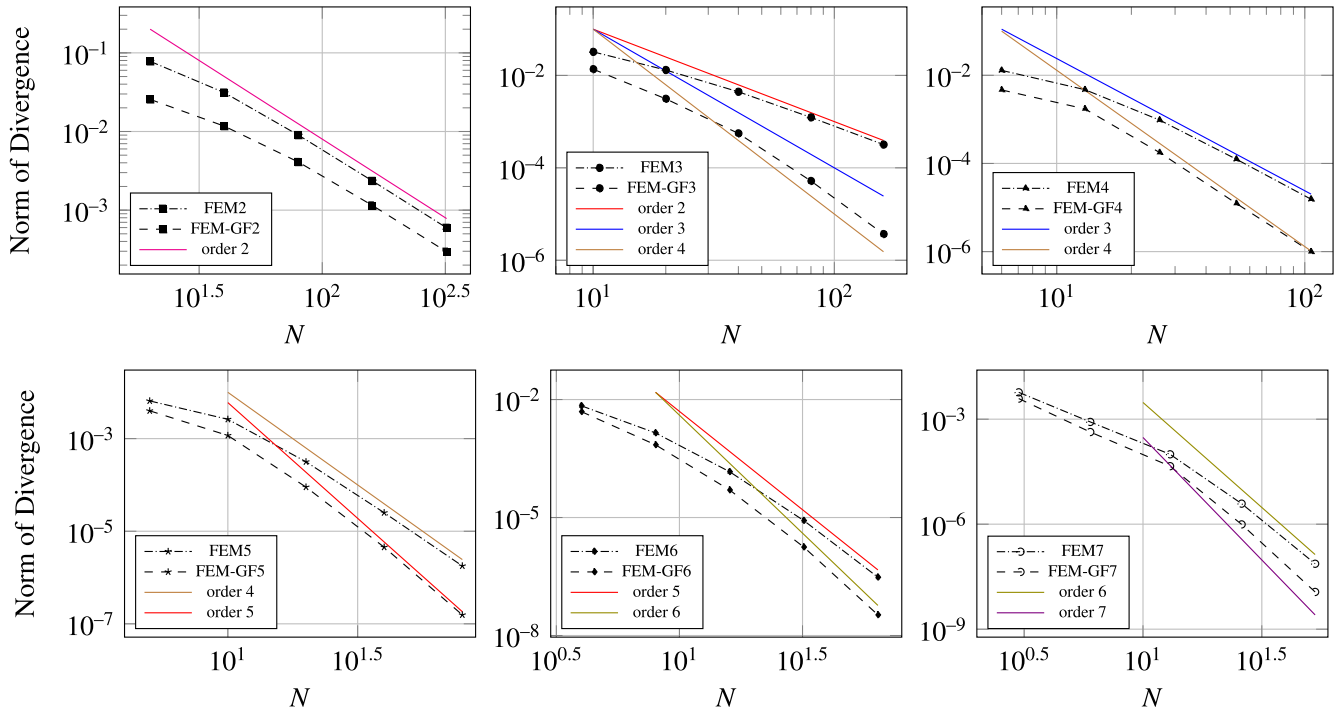 Norm of Divergence
10^{-1}
10^{-2}
10^{-3}
FEM2
FEM-GF2
order 2
10^{1.5}
10^{2}
10^{2.5}
N
10^{-2}
10^{-4}
10^{-6}
FEM3
FEM-GF3
order 2
order 3
order 4
10^{1}
10^{2}
N
10^{-2}
10^{-4}
10^{-6}
FEM4
FEM-GF4
order 3
order 4
10^{1}
10^{2}
N
Norm of Divergence
10^{-3}
10^{-5}
10^{-7}
FEM5
FEM-GF5
order 4
order 5
10^{1}
10^{1.5}
N
10^{-2}
10^{-5}
10^{-8}
FEM6
FEM-GF6
order 5
order 6
10^{0.5}
10^{1}
10^{1.5}
N
10^{-3}
10^{-6}
10^{-9}
FEM7
FEM-GF7
order 6
order 7
10^{0.5}
10^{1}
10^{1.5}
N